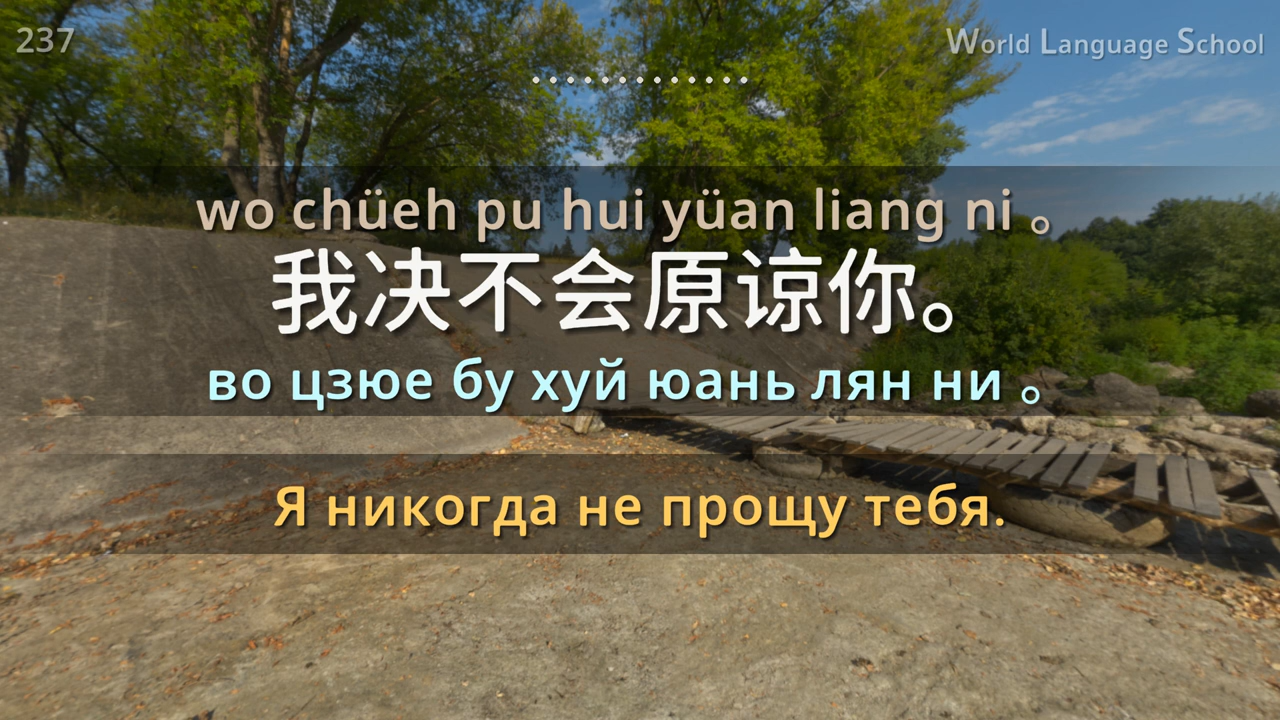 237
World Language School
wo chüeh pu hui yüan liang ni 。
我决不会原谅你。
во цзюе бу хуй юань лян ни 。
Я никогда не прощу тебя.